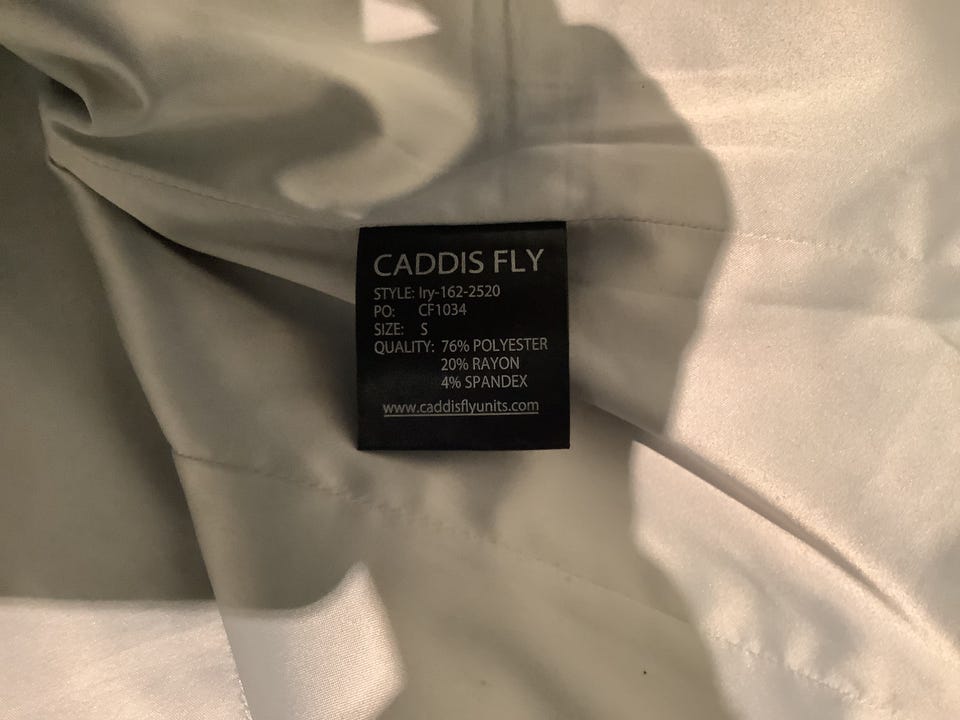 CADDIS FLY
STYLE: lry-162-2520
PO: CF1034
SIZE: S
QUALITY: 76% POLYESTER
20% RAYON
4% SPANDEX
www.caddisflyunits.com